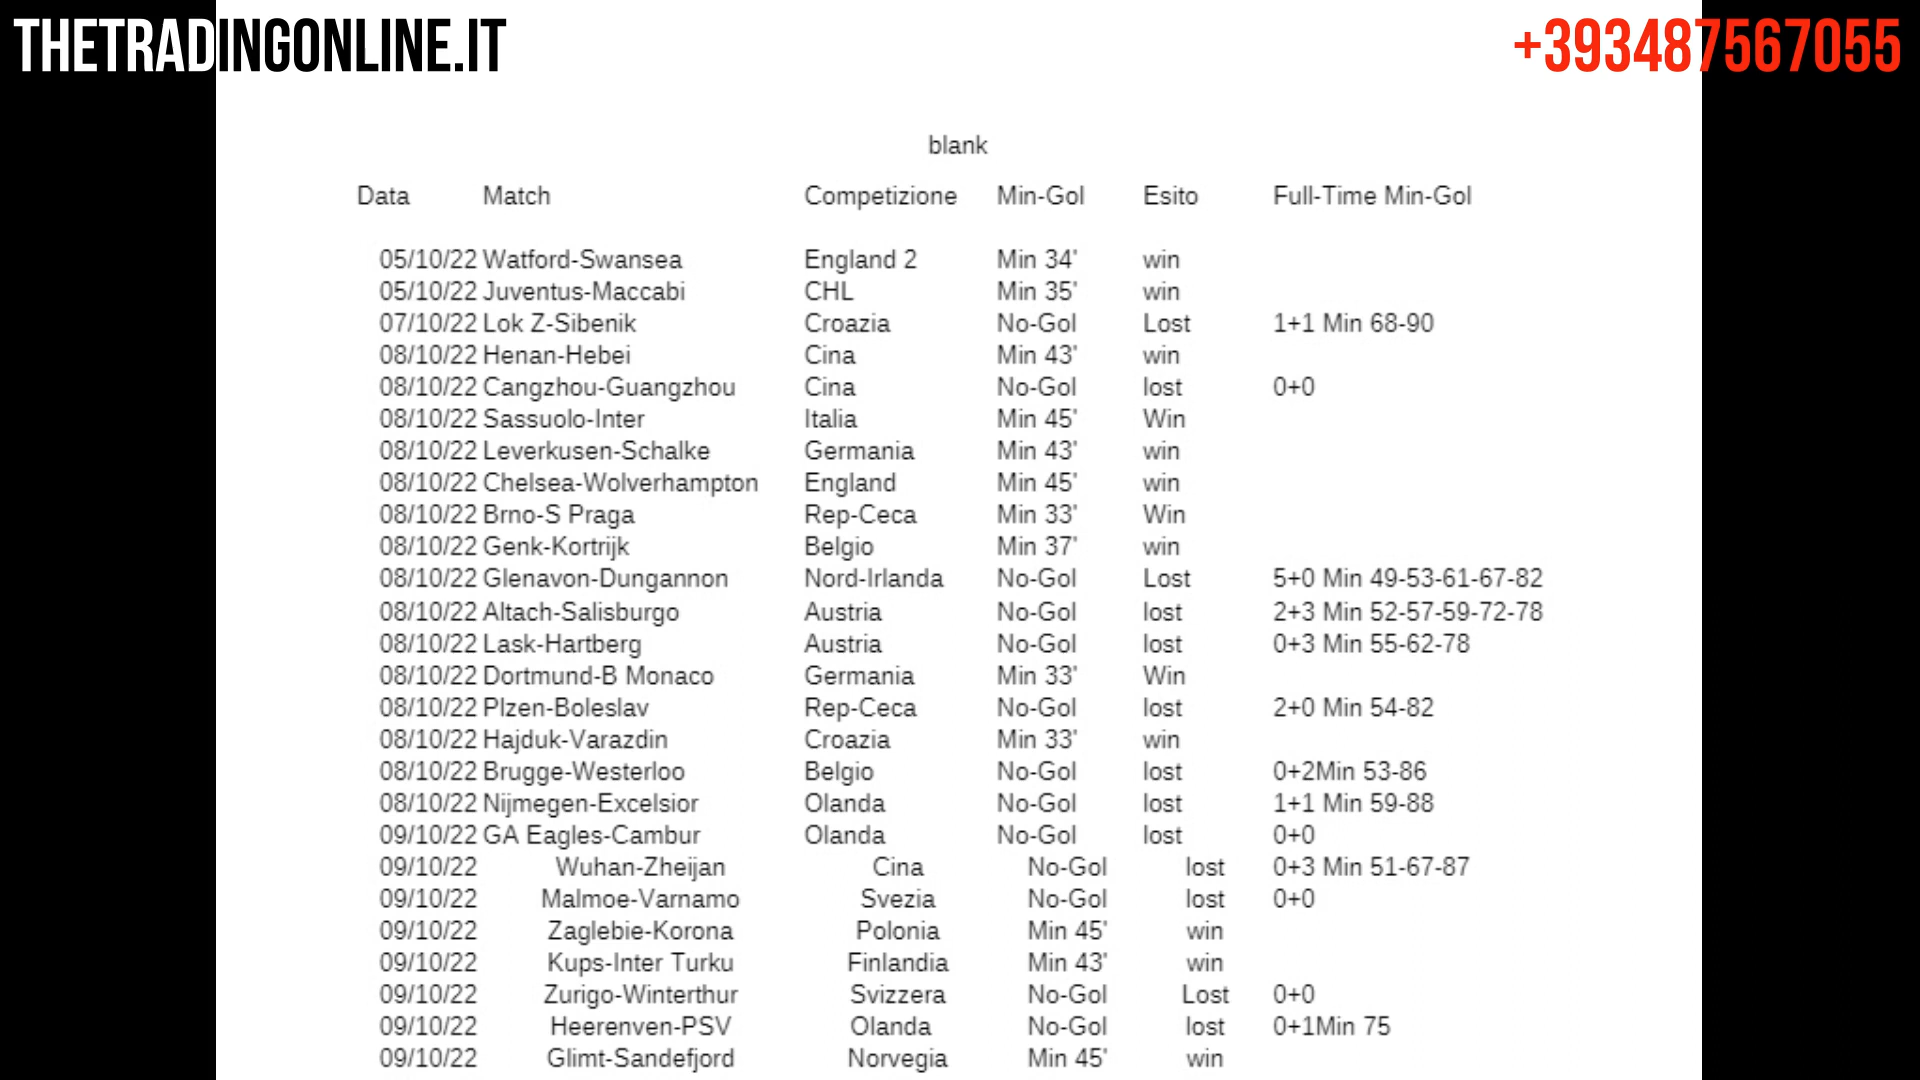 THETRADINGONLINE.IT +393487567055
blank
Data Match Competizione Min-Gol Esito Full-Time Min-Gol
05/10/22 Watford-Swansea England 2 Min 34' win
05/10/22 Juventus-Maccabi CHL Min 35' win
07/10/22 Lok Z-Sibenik Croazia No-Gol Lost 1+1 Min 68-90
08/10/22 Henan-Hebei Cina Min 43' win
08/10/22 Cangzhou-Guangzhou Cina No-Gol lost 0+0
08/10/22 Sassuolo-Inter Italia Min 45' Win
08/10/22 Leverkusen-Schalke Germania Min 43' win
08/10/22 Chelsea-Wolverhampton England Min 45' win
08/10/22 Brno-S Praga Rep-Ceca Min 33' Win
08/10/22 Genk-Kortrijk Belgio Min 37' win
08/10/22 Glenavon-Dungannon Nord-Irlanda No-Gol Lost 5+0 Min 49-53-61-67-82
08/10/22 Altach-Salisburgo Austria No-Gol lost 2+3 Min 52-57-59-72-78
08/10/22 Lask-Hartberg Austria No-Gol lost 0+3 Min 55-62-78
08/10/22 Dortmund-B Monaco Germania Min 33' Win
08/10/22 Plzen-Boleslav Rep-Ceca No-Gol lost 2+0 Min 54-82
08/10/22 Hajduk-Varazdin Croazia Min 33' win
08/10/22 Brugge-Westerloo Belgio No-Gol lost 0+2Min 53-86
08/10/22 Nijmegen-Excelsior Olanda No-Gol lost 1+1 Min 59-88
09/10/22 GA Eagles-Cambur Olanda No-Gol lost 0+0
09/10/22 Wuhan-Zheijan Cina No-Gol lost 0+3 Min 51-67-87
09/10/22 Malmoe-Varnamo Svezia No-Gol lost 0+0
09/10/22 Zaglebie-Korona Polonia Min 45' win
09/10/22 Kups-Inter Turku Finlandia Min 43' win
09/10/22 Zurigo-Winterthur Svizzera No-Gol Lost 0+0
09/10/22 Heerenven-PSV Olanda No-Gol lost 0+1Min 75
09/10/22 Glimt-Sandefjord Norvegia Min 45' win